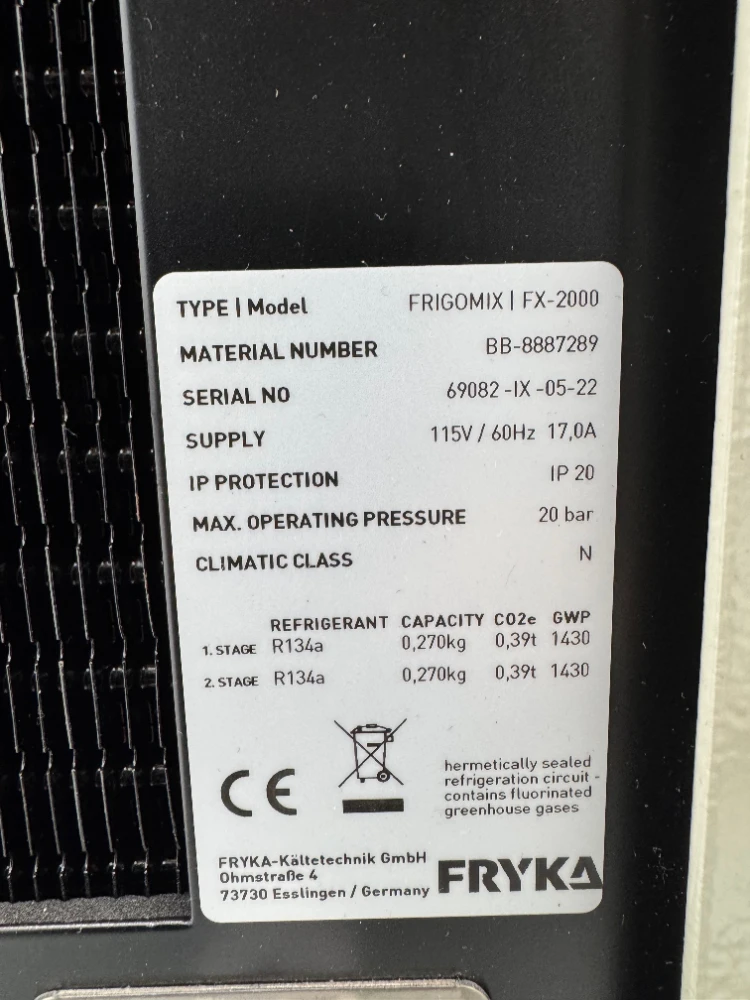 TYPE | Model FRIGOMIX | FX-2000
MATERIAL NUMBER BB-8887289
SERIAL NO 69082 -IX -05-22
SUPPLY 115V / 60Hz 17,0A
IP PROTECTION IP 20
MAX. OPERATING PRESSURE 20 bar
CLIMATIC CLASS N
REFRIGERANT CAPACITY CO2e GWP
1. STAGE R134a 0,270kg 0,39t 1430
2. STAGE R134a 0,270kg 0,39t 1430
CE
hermetically sealed
refrigeration circuit -
contains fluorinated
greenhouse gases
FRYKA-Kältetechnik GmbH
Ohmstraße 4
73730 Esslingen / Germany
FRYKA